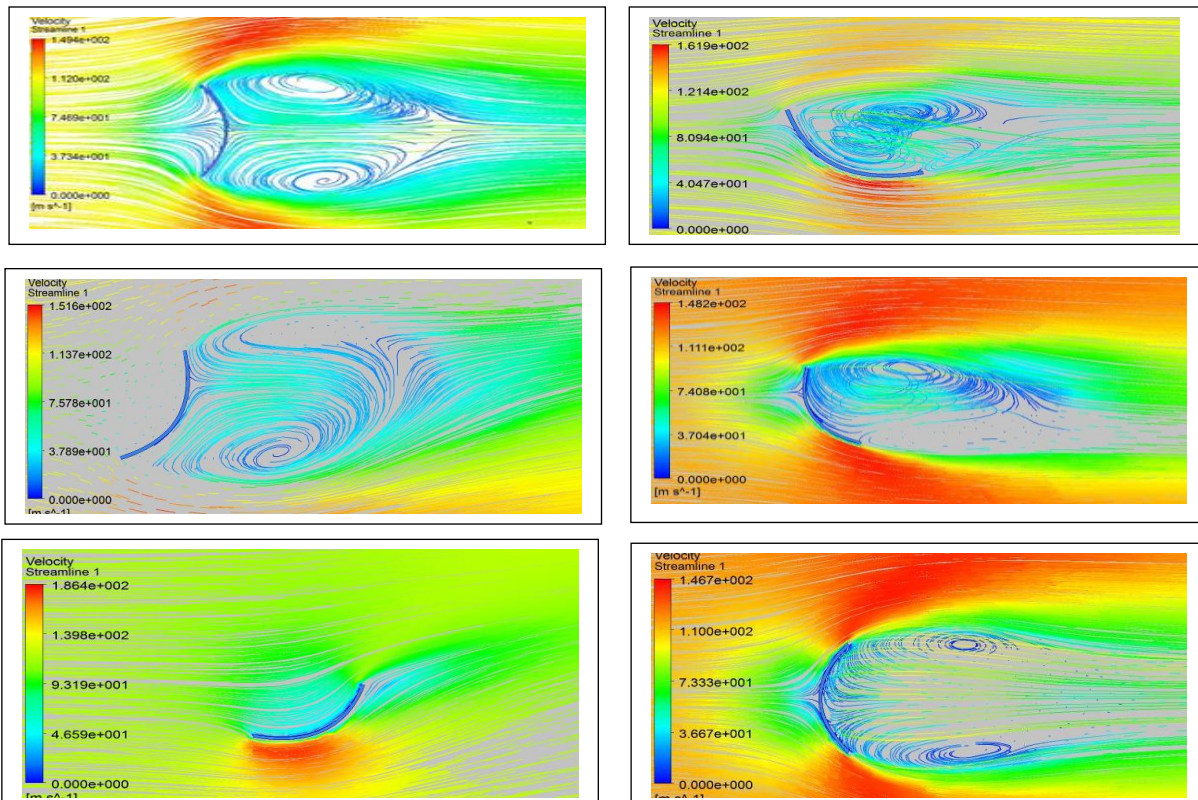 Velocity
Streamline 1
1.494e+002
1.120e+002
7.469e+001
3.734e+001
0.000e+000
[m s^-1]
Velocity
Streamline 1
1.619e+002
1.214e+002
8.094e+001
4.047e+001
0.000e+000
Velocity
Streamline 1
1.516e+002
1.137e+002
7.578e+001
3.789e+001
0.000e+000
[m s^-1]
Velocity
Streamline 1
1.482e+002
1.111e+002
7.408e+001
3.704e+001
0.000e+000
[m s^-1]
Velocity
Streamline 1
1.864e+002
1.398e+002
9.319e+001
4.659e+001
0.000e+000
[m s^-1]
Velocity
Streamline 1
1.467e+002
1.100e+002
7.333e+001
3.667e+001
0.000e+000
[m s^-1]